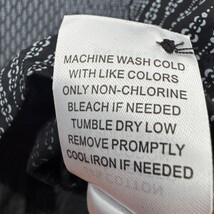 MACHINE WASH COLD
WITH LIKE COLORS
ONLY NON-CHLORINE
BLEACH IF NEEDED
TUMBLE DRY LOW
REMOVE PROMPTLY
COOL IRON IF NEEDED